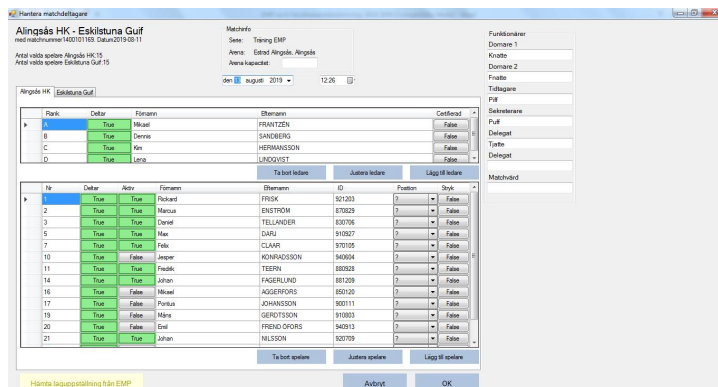 Hantera matchdeltagare
Alingsås HK - Eskilstuna Guif
med matchnummer1400101169. Datum2019-08-11
Antal valda spelare Alingsås HK:15
Antal valda spelare Eskilstuna Guif:15
Matchinfo
Serie: Träning EMP
Arena: Estrad Alingsås, Alingsås
Arena kapacitet:
den augusti 2019 12:26
Funktionärer
Domare 1
Knatte
Domare 2
Fnatte
Tidtagare
Piff
Sekreterare
Puff
Delegat
Tjatte
Delegat
Matchvärd
Alingsås HK Eskilstuna Guif
Rank Deltar Förnamn Efternamn Certifierad
A True Mikael FRANTZÉN False
B True Dennis SANDBERG False
C True Kim HERMANSSON False
D True Lena LINDQVIST False
Ta bort ledare Justera ledare Lägg till ledare
Nr Deltar Aktiv Förnamn Efternamn ID Position Stryk
1 True True Rickard FRISK 921203 ? False
2 True True Marcus ENSTRÖM 870829 ? False
3 True True Daniel TELLANDER 830706 ? False
5 True True Max DARJ 910927 ? False
7 True True Felix CLAAR 970105 ? False
10 True False Jesper KONRADSSON 940604 ? False
11 True True Fredrik TEERN 880928 ? False
14 True True Johan FAGERLUND 881209 ? False
16 True False Mikael AGGERFORS 850120 ? False
17 True False Pontus JOHANSSON 900111 ? False
19 True False Måns GERDTSSON 910803 ? False
20 True False Emil FREND ÖFORS 940913 ? False
21 True True Johan NILSSON 920709 ? False
Ta bort spelare Justera spelare Lägg till spelare
Hämta laguppställning från EMP Avbryt OK